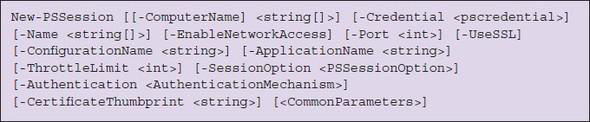 New-PSSession [[-ComputerName] <string[]>] [-Credential <pscredential>]
[-Name <string[]>] [-EnableNetworkAccess] [-Port <int>] [-UseSSL]
[-ConfigurationName <string>] [-ApplicationName <string>]
[-ThrottleLimit <int>] [-SessionOption <PSSessionOption>]
[-Authentication <AuthenticationMechanism>]
[-CertificateThumbprint <string>] [<CommonParameters>]